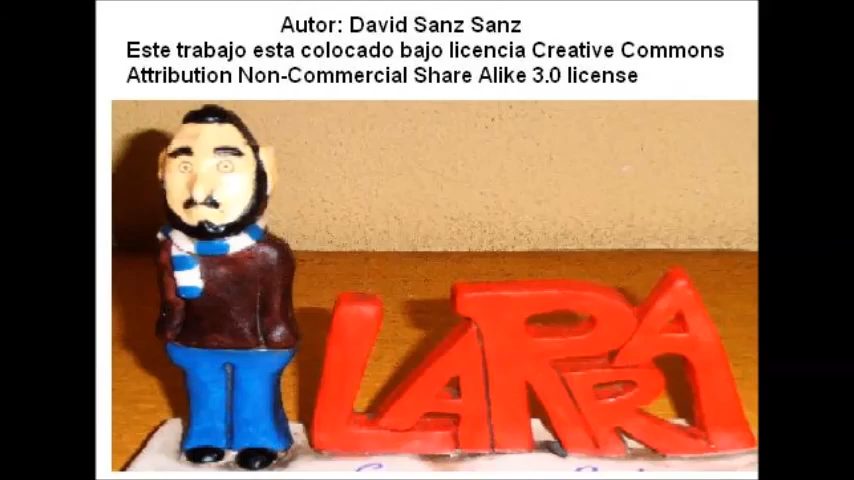 Autor: David Sanz Sanz
Este trabajo esta colocado bajo licencia Creative Commons
Attribution Non-Commercial Share Alike 3.0 license
LARRA